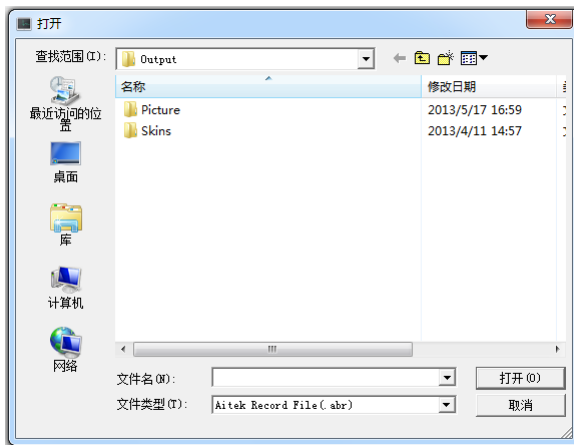 打开
查找范围(I):
Output
名称
修改日期
Picture
2013/5/17 16:59
Skins
2013/4/11 14:57
最近访问的位
置
桌面
库
计算机
网络
文件名(N):
打开(O)
文件类型(T):
Aitek Record File(.abr)
取消